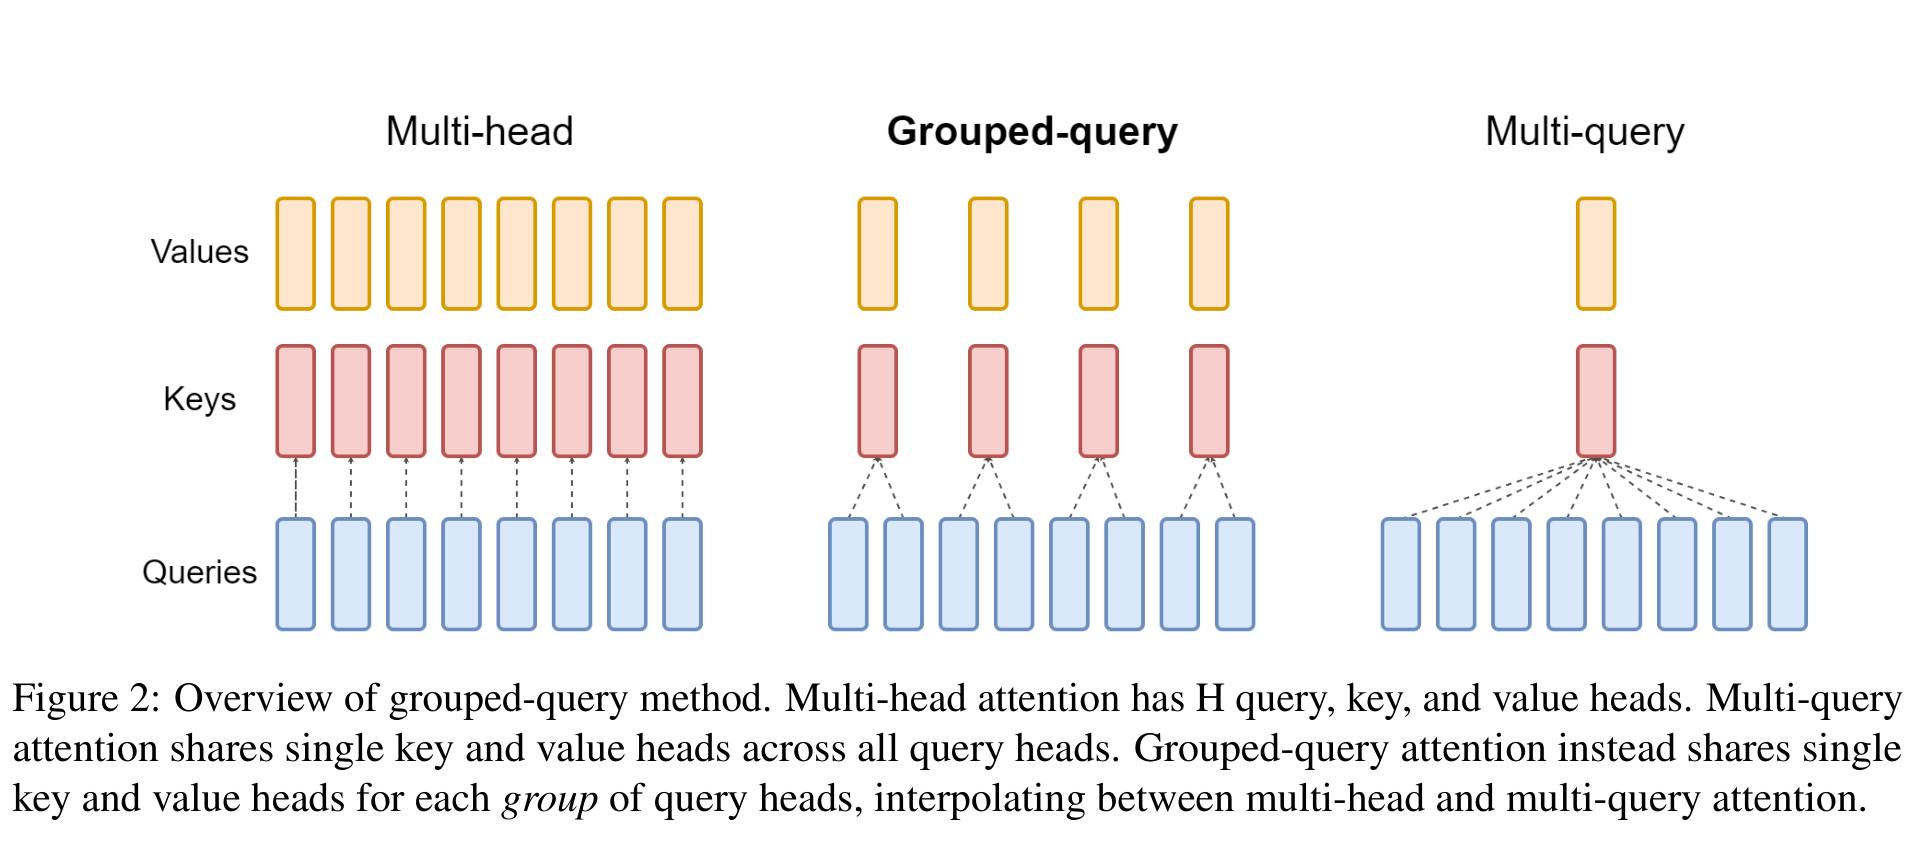 Multi-head
Grouped-query
Multi-query
Values
Keys
Queries
Figure 2: Overview of grouped-query method. Multi-head attention has H query, key, and value heads. Multi-query
attention shares single key and value heads across all query heads. Grouped-query attention instead shares single
key and value heads for each group of query heads, interpolating between multi-head and multi-query attention.